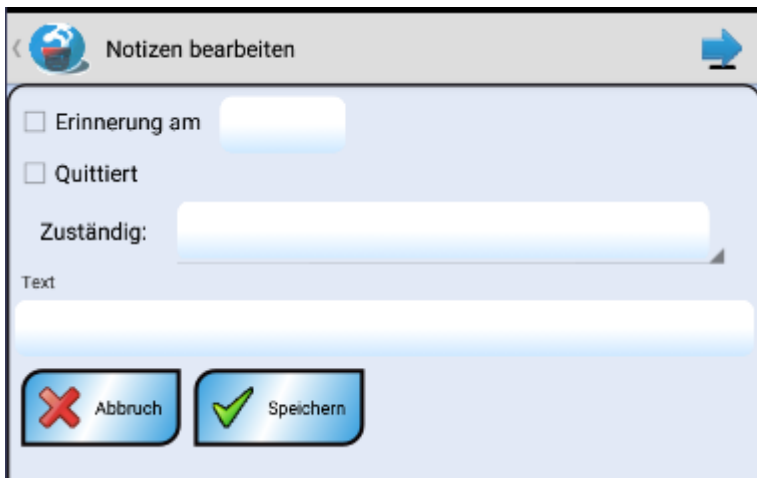 Notizen bearbeiten
Erinnerung am
Quittiert
Zuständig:
Text
Abbruch Speichern